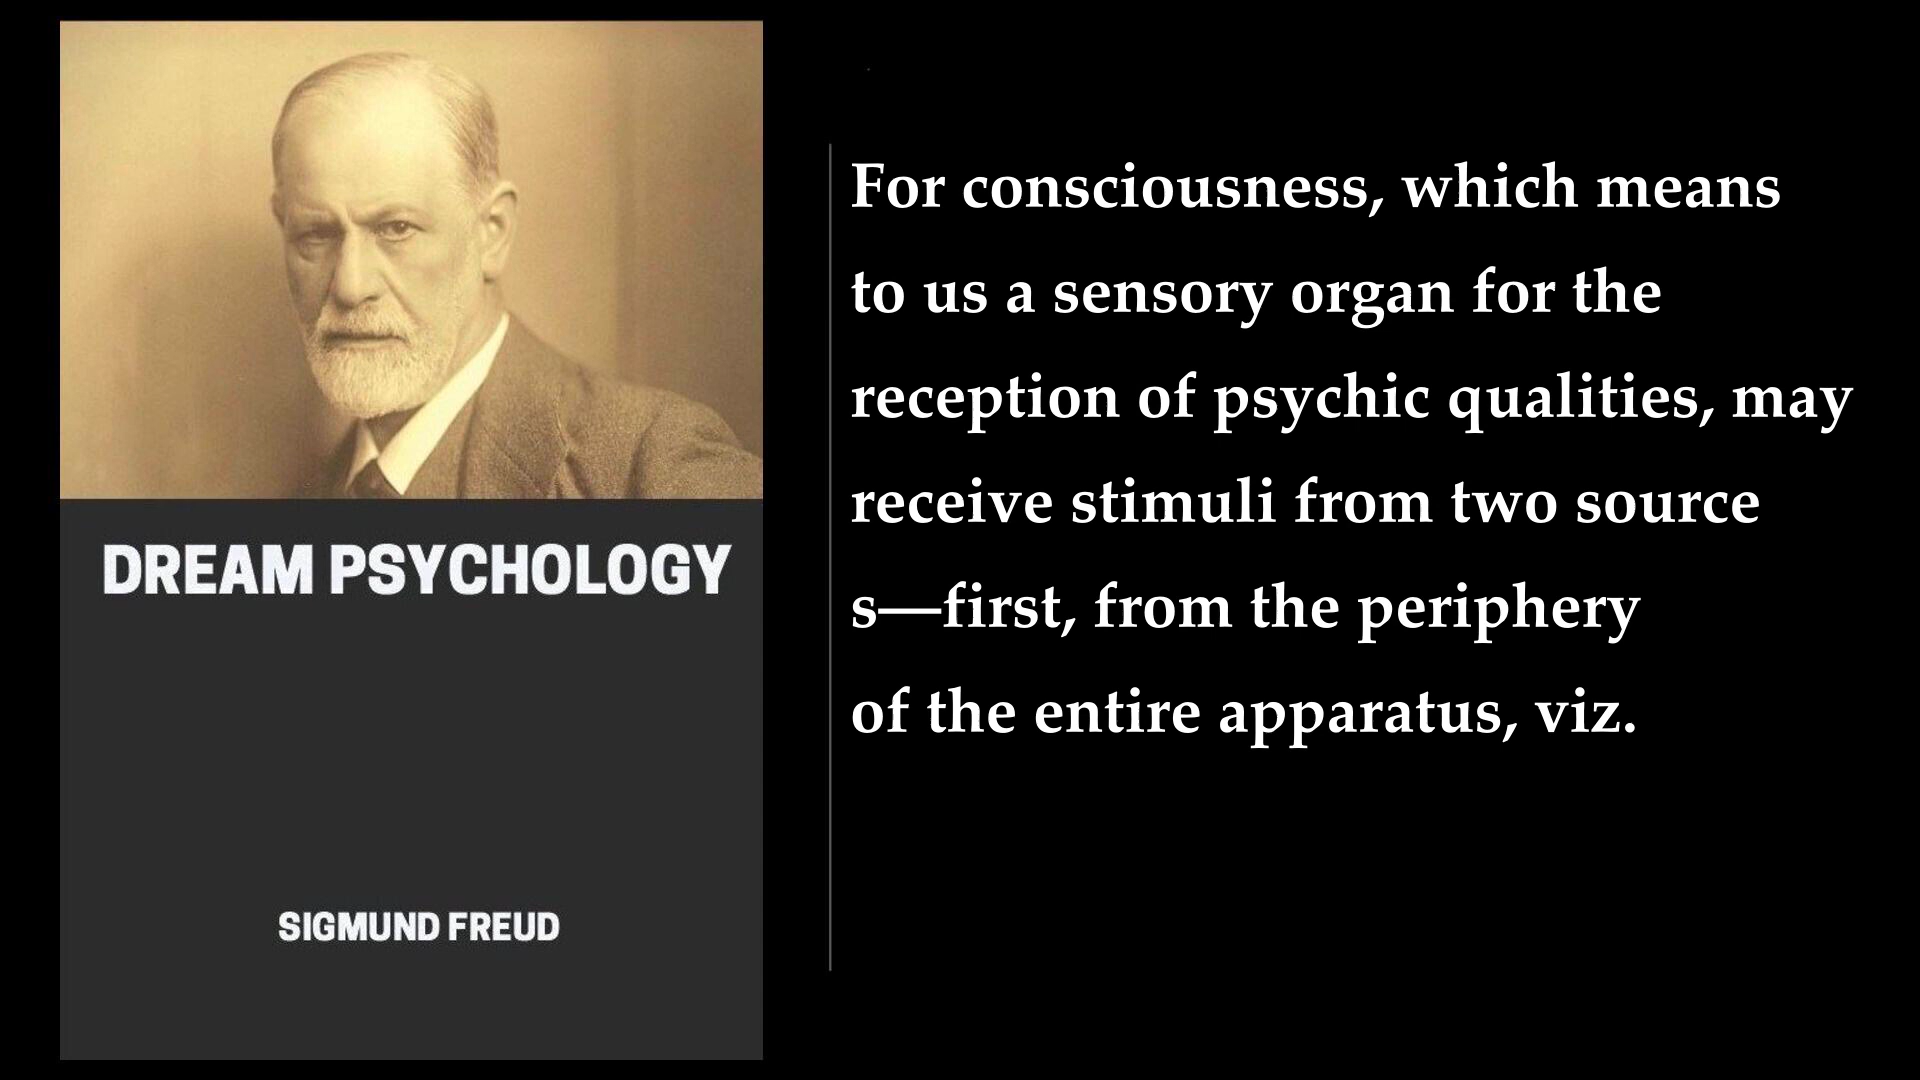 DREAM PSYCHOLOGY
SIGMUND FREUD
For consciousness, which means
to us a sensory organ for the
reception of psychic qualities, may
receive stimuli from two source
s—first, from the periphery
of the entire apparatus, viz.